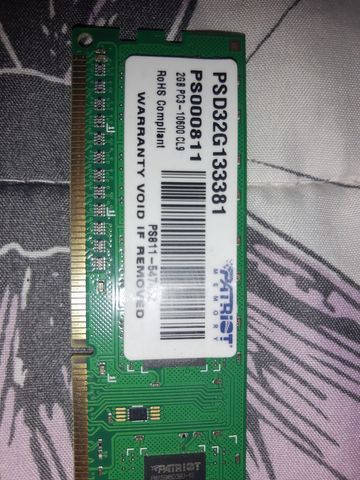 PSD32G133381
PS000811
2GB PC3-10600 CL9
RoHS Compliant
WARRANTY VOID IF REMOVED
PATRIOT
MEMORY
PATRIOT